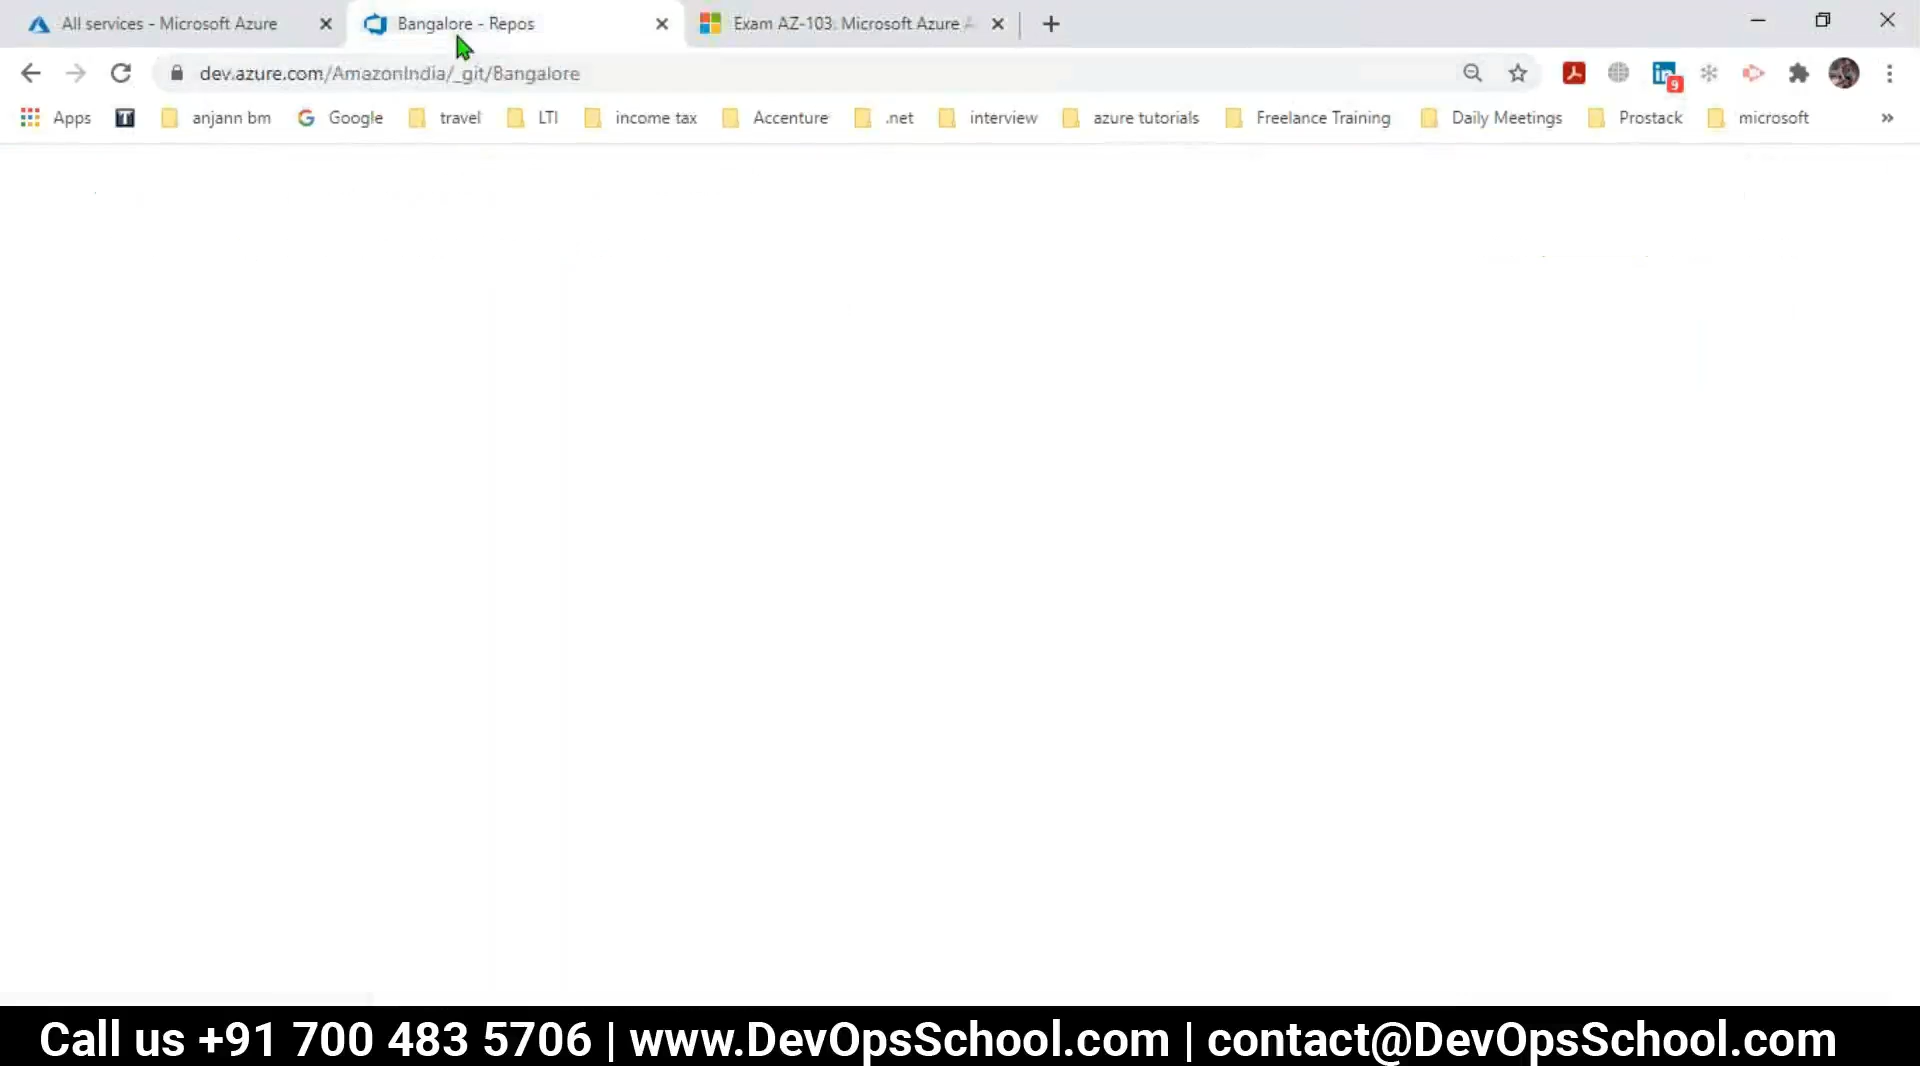 All services - Microsoft Azure
Bangalore - Repos
Exam AZ-103: Microsoft Azure
dev.azure.com/AmazonIndia/_git/Bangalore
in 9
Apps T anjann bm Google travel LTI income tax Accenture .net interview azure tutorials Freelance Training Daily Meetings Prostack microsoft »
Call us +91 700 483 5706 | www.DevOpsSchool.com | contact@DevOpsSchool.com